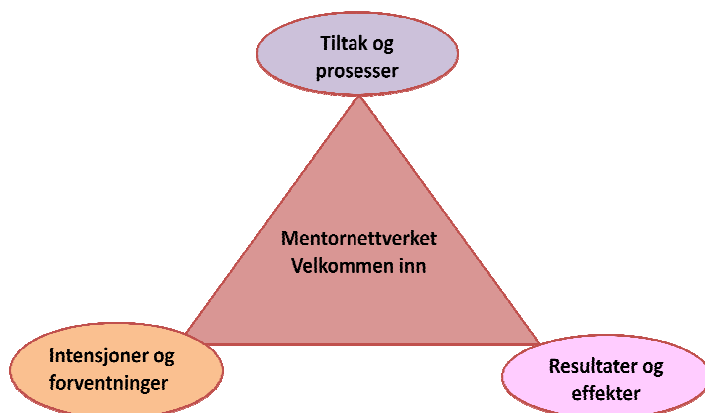 Tiltak og
prosesser
Mentornettverket
Velkommen inn
Intensjoner og
forventninger
Resultater og
effekter